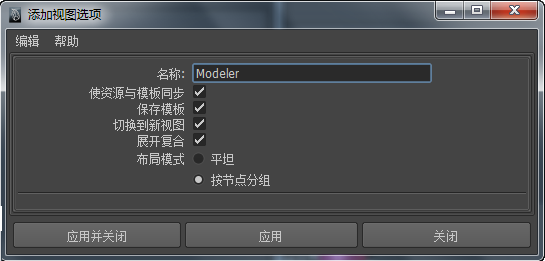 添加视图选项
编辑 帮助
名称: Modeler
使资源与模板同步
保存模板
切换到新视图
展开复合
布局模式 平坦
按节点分组
应用并关闭 应用 关闭